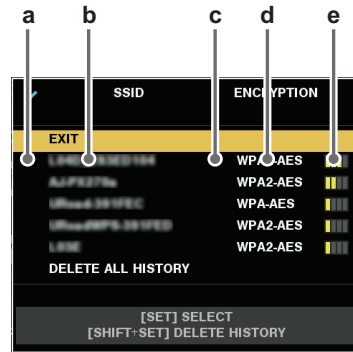 a b c d e
SSID ENCRYPTION
EXIT
WPA2-AES
WPA2-AES
WPA-AES
WPA2-AES
WPA2-AES
DELETE ALL HISTORY
[SET] SELECT
[SHIFT+SET] DELETE HISTORY